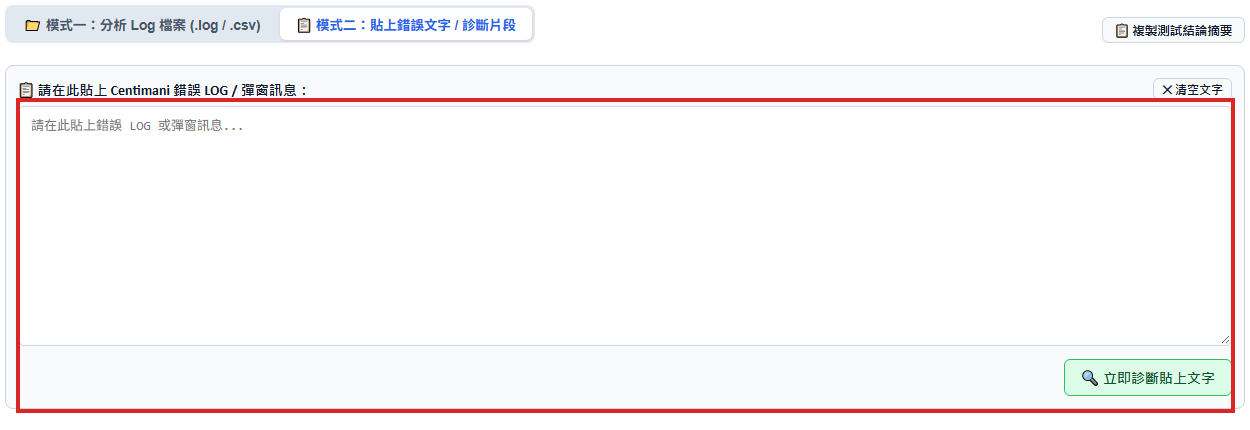 模式一：分析 Log 檔案 (.log / .csv)
模式二：貼上錯誤文字 / 診斷片段
複製測試結論摘要
請在此貼上 Centimani 錯誤 LOG / 彈窗訊息：
✕ 清空文字
請在此貼上錯誤 LOG 或彈窗訊息...
立即診斷貼上文字